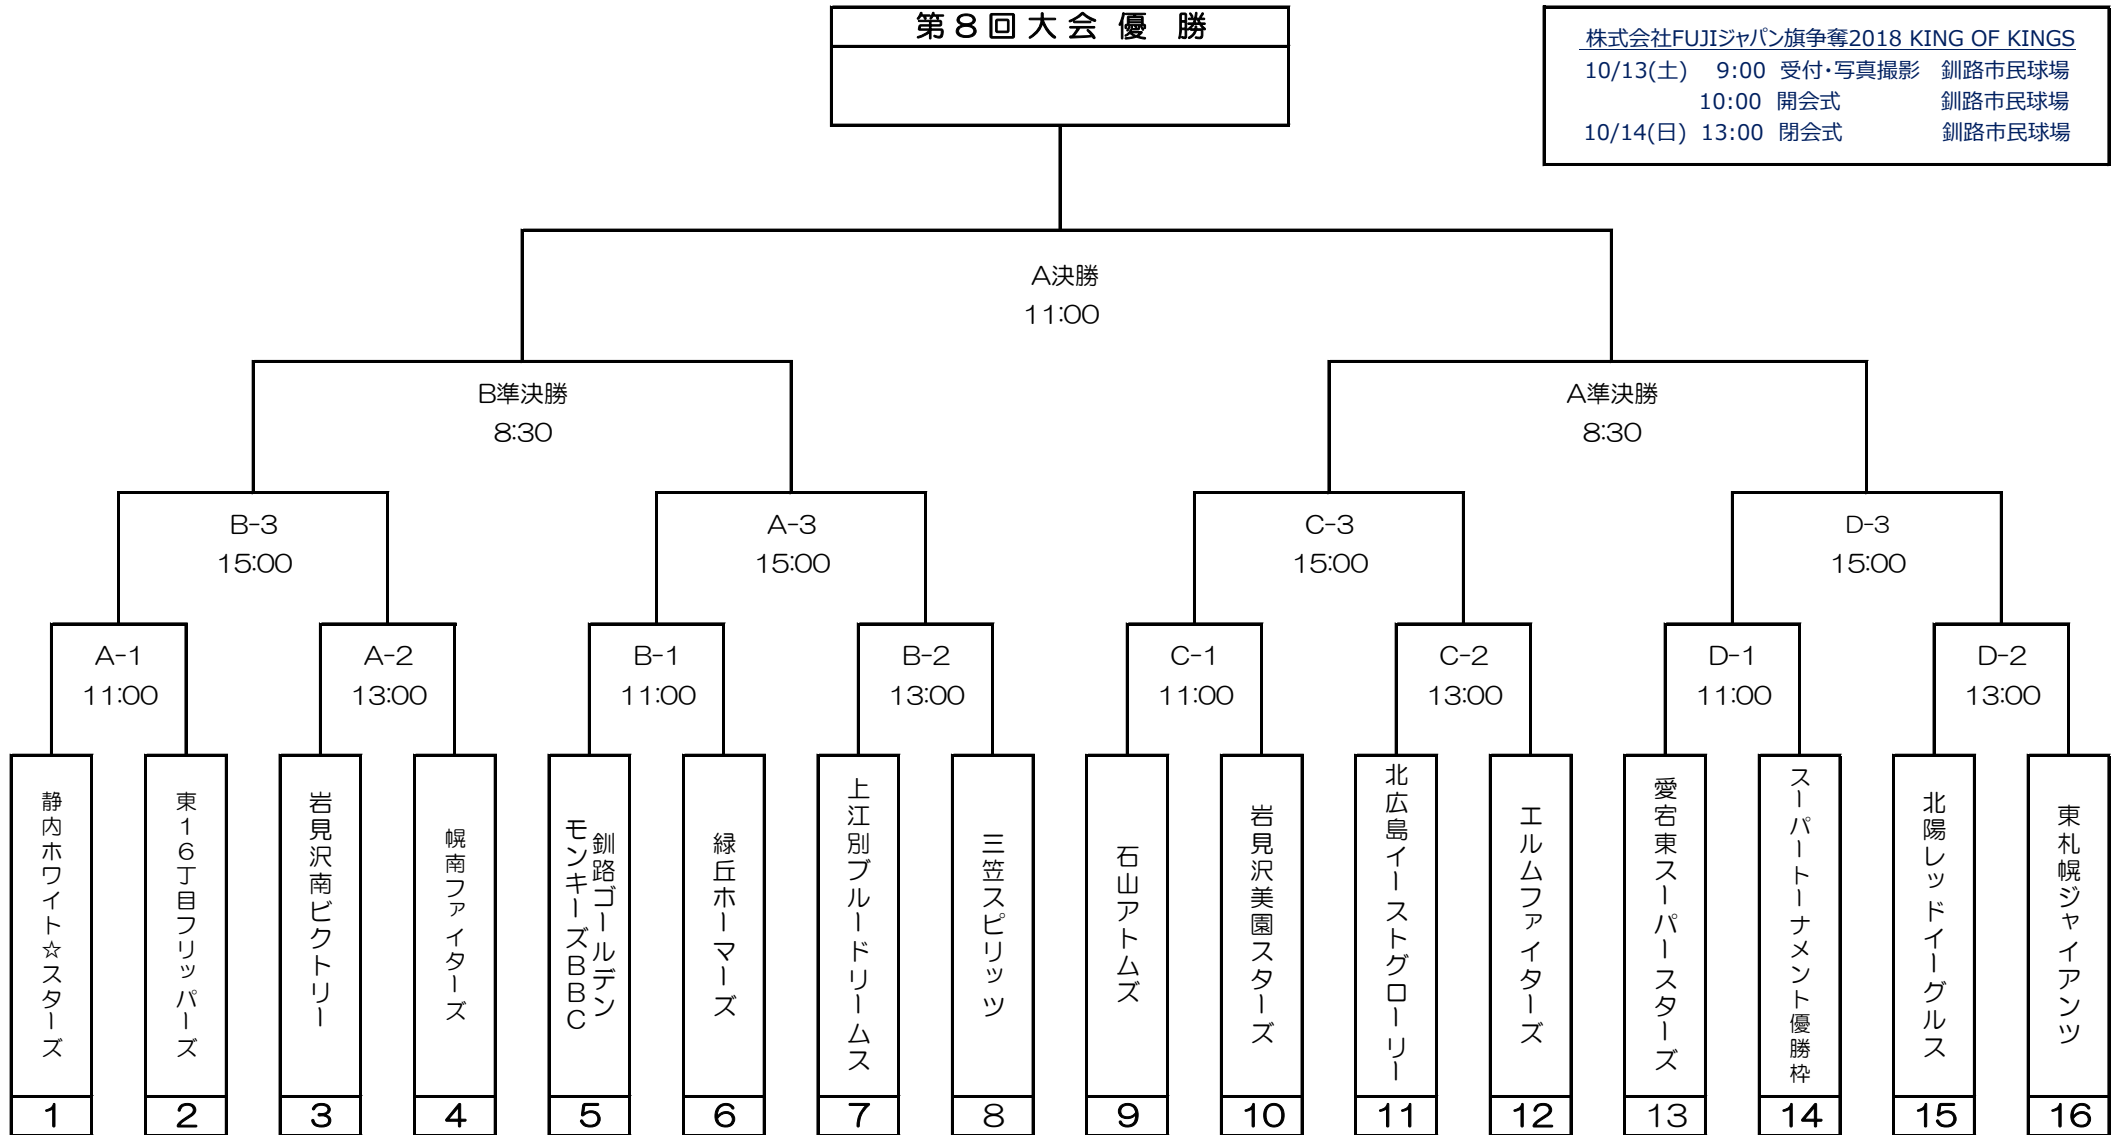 第8回大会 優 勝
株式会社FUJIジャパン旗争奪2018 KING OF KINGS
10/13(土) 9:00 受付・写真撮影 釧路市民球場
10:00 開会式 釧路市民球場
10/14(日) 13:00 閉会式 釧路市民球場
A決勝
11:00
B準決勝
8:30
A準決勝
8:30
B-3
15:00
A-3
15:00
C-3
15:00
D-3
15:00
A-1
11:00
A-2
13:00
B-1
11:00
B-2
13:00
C-1
11:00
C-2
13:00
D-1
11:00
D-2
13:00
静内ホワイト☆スターズ
東16丁目フリッパーズ
岩見沢南ビクトリー
幌南ファイターズ
釧路ゴールデン
モンキーズBBC
緑丘ホーマーズ
上江別ブルードリームス
三笠スピリッツ
石山アトムズ
岩見沢美園スターズ
北広島イーストグローリー
エルムファイターズ
愛宕東スーパースターズ
スーパートーナメント優勝枠
北陽レッドイーグルス
東札幌ジャイアンツ
1
2
3
4
5
6
7
8
9
10
11
12
13
14
15
16